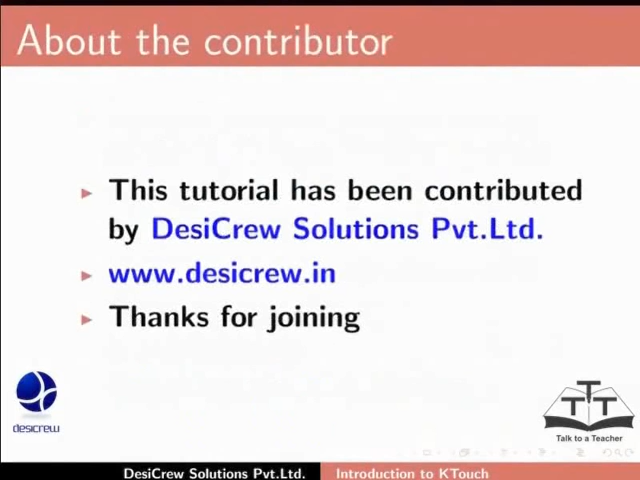 About the contributor
This tutorial has been contributed
by DesiCrew Solutions Pvt.Ltd.
www.desicrew.in
Thanks for joining
desicrew
TTT
Talk to a Teacher
DesiCrew Solutions Pvt.Ltd. Introduction to KTouch